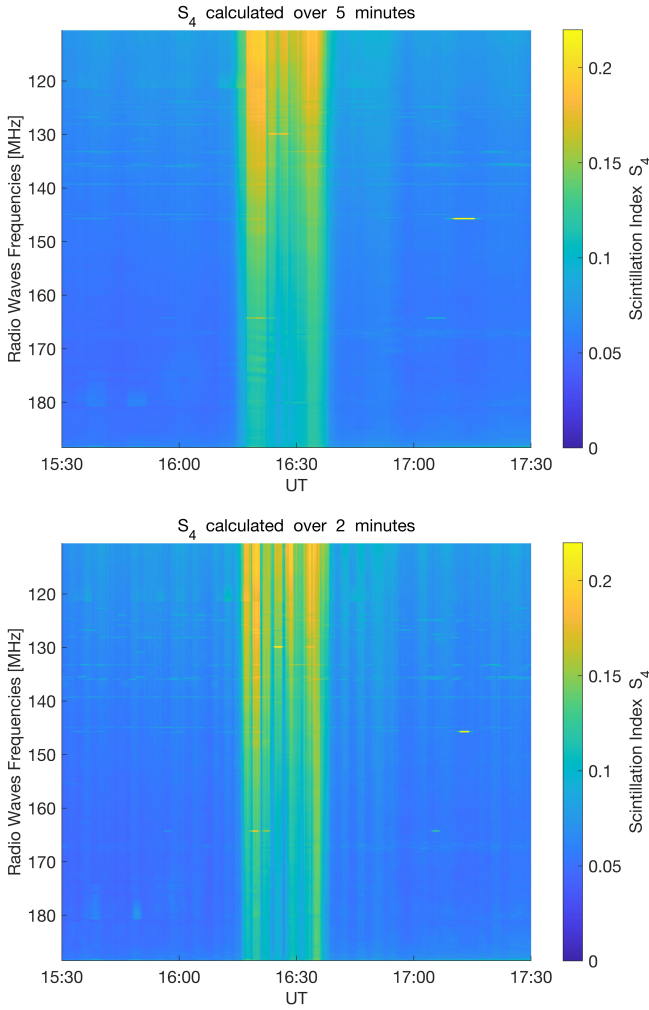 S4 calculated over 5 minutes
Radio Waves Frequencies [MHz]
120
130
140
150
160
170
180
15:30 16:00 16:30 17:00 17:30
UT
0.2
0.15
0.1
0.05
0
Scintillation Index S4
S4 calculated over 2 minutes
Radio Waves Frequencies [MHz]
120
130
140
150
160
170
180
15:30 16:00 16:30 17:00 17:30
UT
0.2
0.15
0.1
0.05
0
Scintillation Index S4